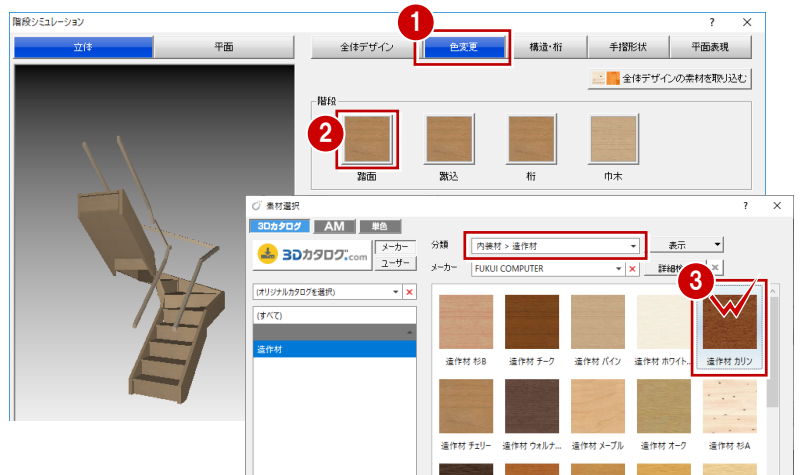 階段シミュレーション
? ×
立体 平面 全体デザイン 色変更 構造・桁 手摺形状 平面表現
1
全体デザインの素材を取り込む
階段
2
踏面 蹴込 桁 巾木
素材選択
? ×
3Dカタログ AM 単色
3Dカタログ.com
メーカー
ユーザー
分類 内装材 > 造作材 表示
メーカー FUKUI COMPUTER × 詳細検 ×
3
(オリジナルカタログを選択) ×
(すべて)
造作材
造作材 杉B 造作材 チーク 造作材 パイン 造作材 ホワイト... 造作材 カリン
造作材 チェリー 造作材 ウォルナ... 造作材 メープル 造作材 オーク 造作材 杉A